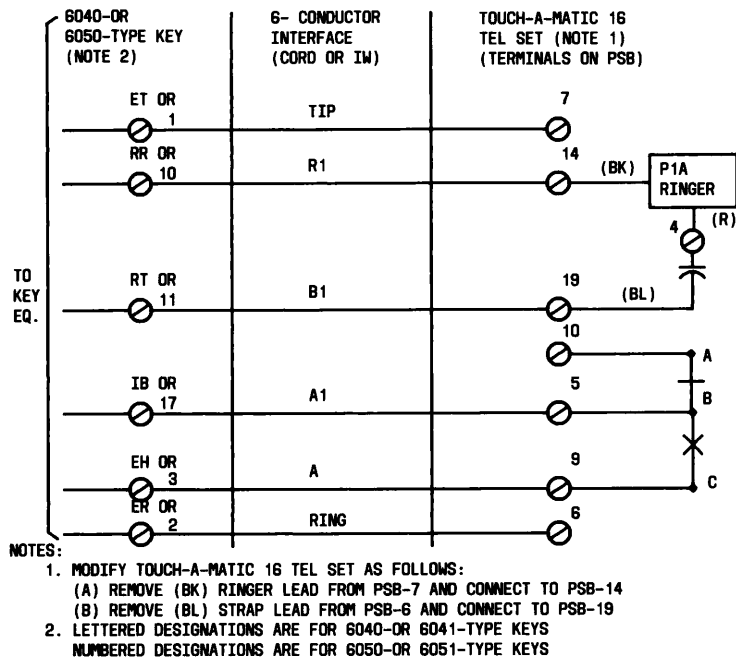 6040-OR
6050-TYPE KEY
(NOTE 2)
6- CONDUCTOR
INTERFACE
(CORD OR IW)
TOUCH-A-MATIC 16
TEL SET (NOTE 1)
(TERMINALS ON PSB)
ET OR
1
TIP
7
RR OR
10
R1
14
(BK)
P1A
RINGER
(R)
4
TO
KEY
EQ.
RT OR
11
B1
19
(BL)
10
A
IB OR
17
A1
5
B
EH OR
3
A
9
C
ER OR
2
RING
6
NOTES:
1. MODIFY TOUCH-A-MATIC 16 TEL SET AS FOLLOWS:
(A) REMOVE (BK) RINGER LEAD FROM PSB-7 AND CONNECT TO PSB-14
(B) REMOVE (BL) STRAP LEAD FROM PSB-6 AND CONNECT TO PSB-19
2. LETTERED DESIGNATIONS ARE FOR 6040-OR 6041-TYPE KEYS
NUMBERED DESIGNATIONS ARE FOR 6050-OR 6051-TYPE KEYS